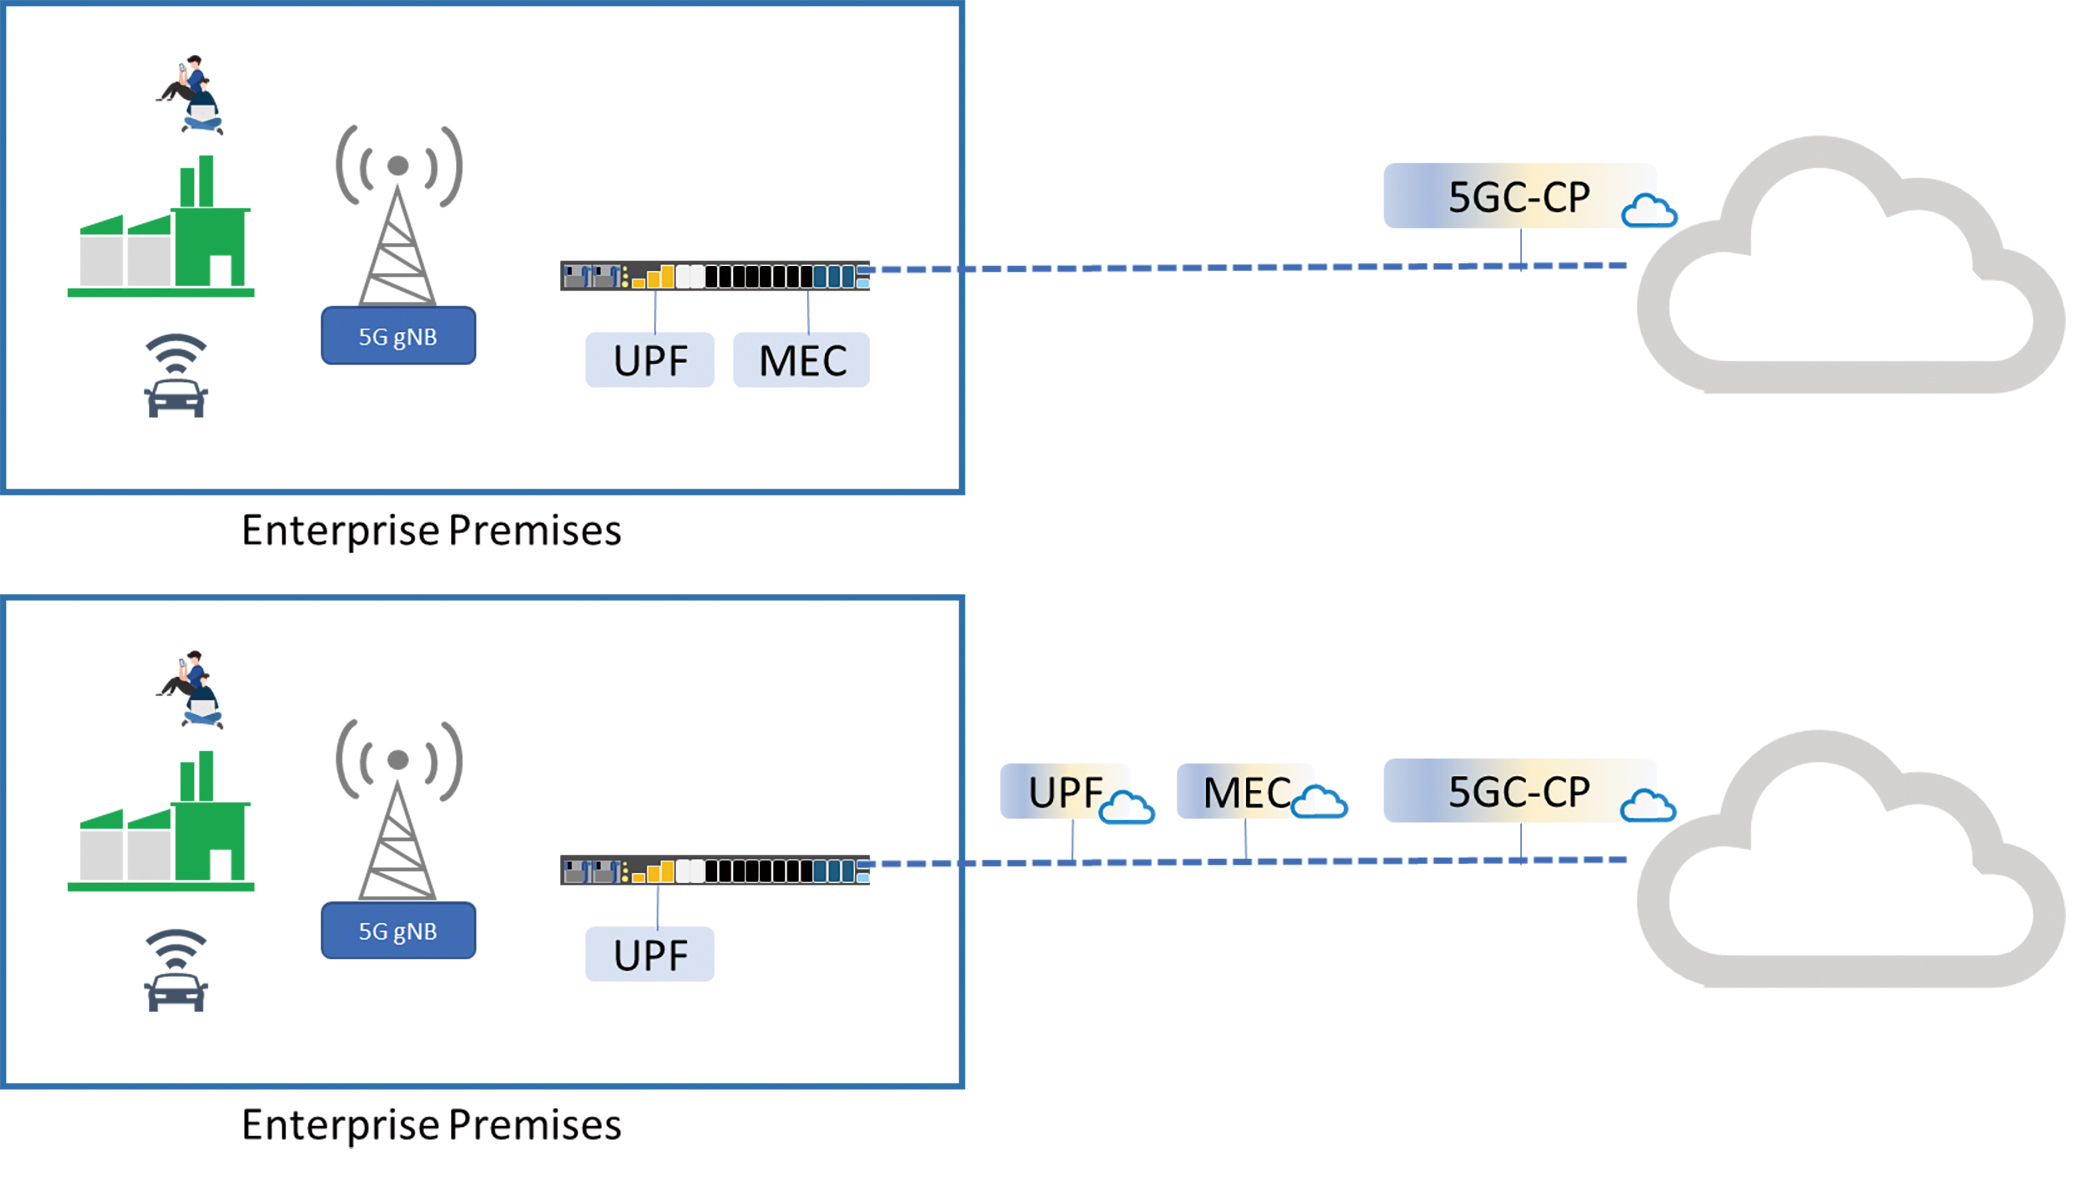 5GC-CP
5G gNB
UPF
MEC
Enterprise Premises
UPF
MEC
5GC-CP
5G gNB
UPF
Enterprise Premises